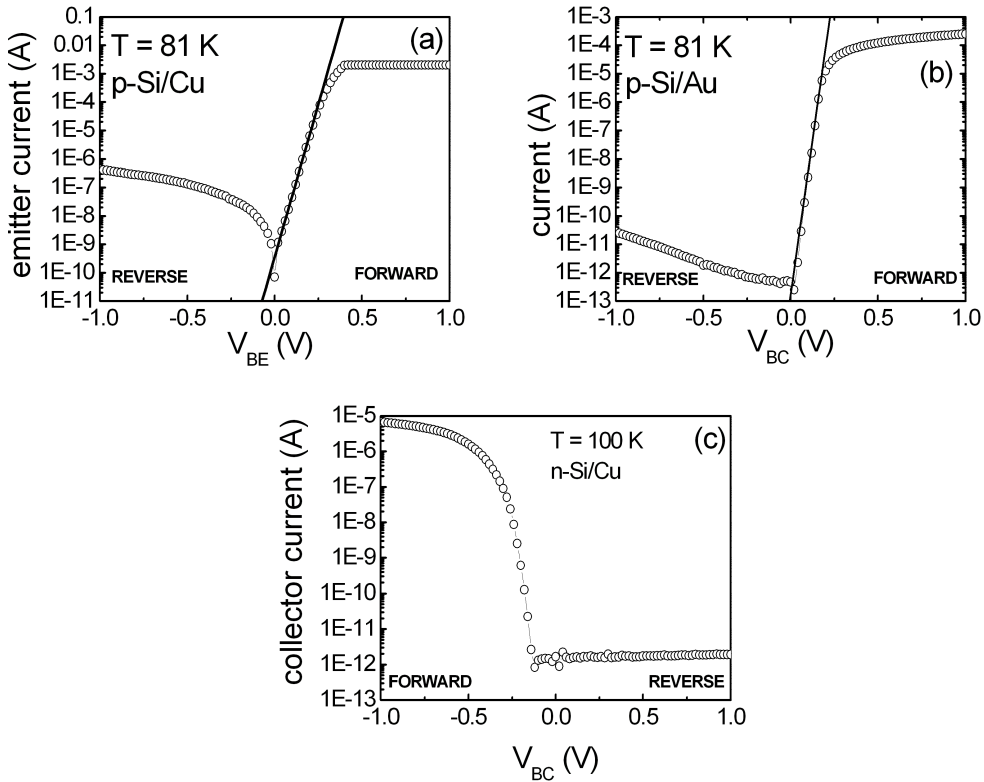 0.1
0.01
1E-3
1E-4
1E-5
1E-6
1E-7
1E-8
1E-9
1E-10
1E-11
emitter current (A)
T = 81 K
p-Si/Cu
(a)
REVERSE
FORWARD
-1.0 -0.5 0.0 0.5 1.0
V_BE (V)
1E-3
1E-4
1E-5
1E-6
1E-7
1E-8
1E-9
1E-10
1E-11
1E-12
1E-13
current (A)
T = 81 K
p-Si/Au
(b)
REVERSE
FORWARD
-1.0 -0.5 0.0 0.5 1.0
V_BC (V)
1E-5
1E-6
1E-7
1E-8
1E-9
1E-10
1E-11
1E-12
1E-13
collector current (A)
T = 100 K
n-Si/Cu
(c)
FORWARD
REVERSE
-1.0 -0.5 0.0 0.5 1.0
V_BC (V)